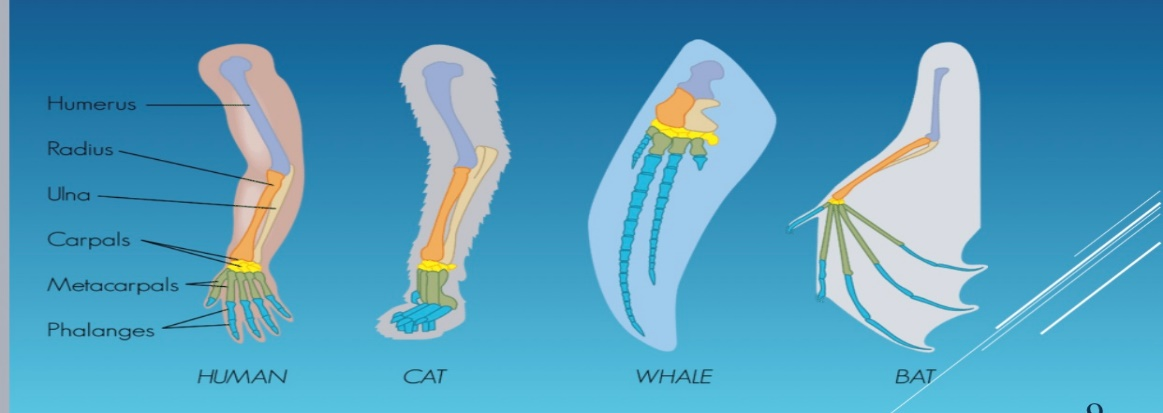 Humerus
Radius
Ulna
Carpals
Metacarpals
Phalanges
HUMAN CAT WHALE BAT